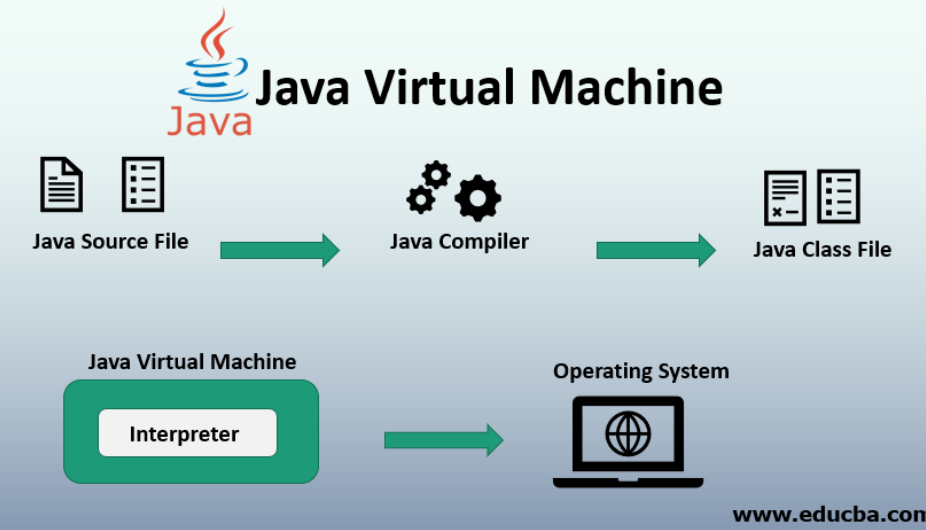 Java
Java Virtual Machine
Java Source File
Java Compiler
Java Class File
Java Virtual Machine
Interpreter
Operating System
www.educba.com